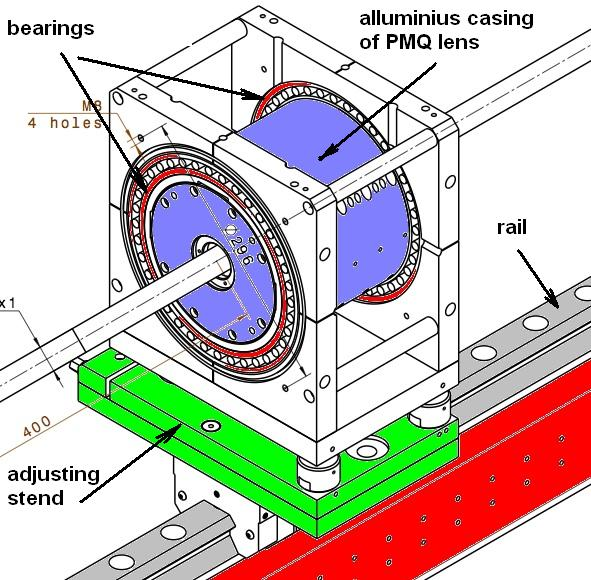 bearings
alluminius casing
of PMQ lens
M8
4 holes
rail
⌀296
x1
400
adjusting
stend